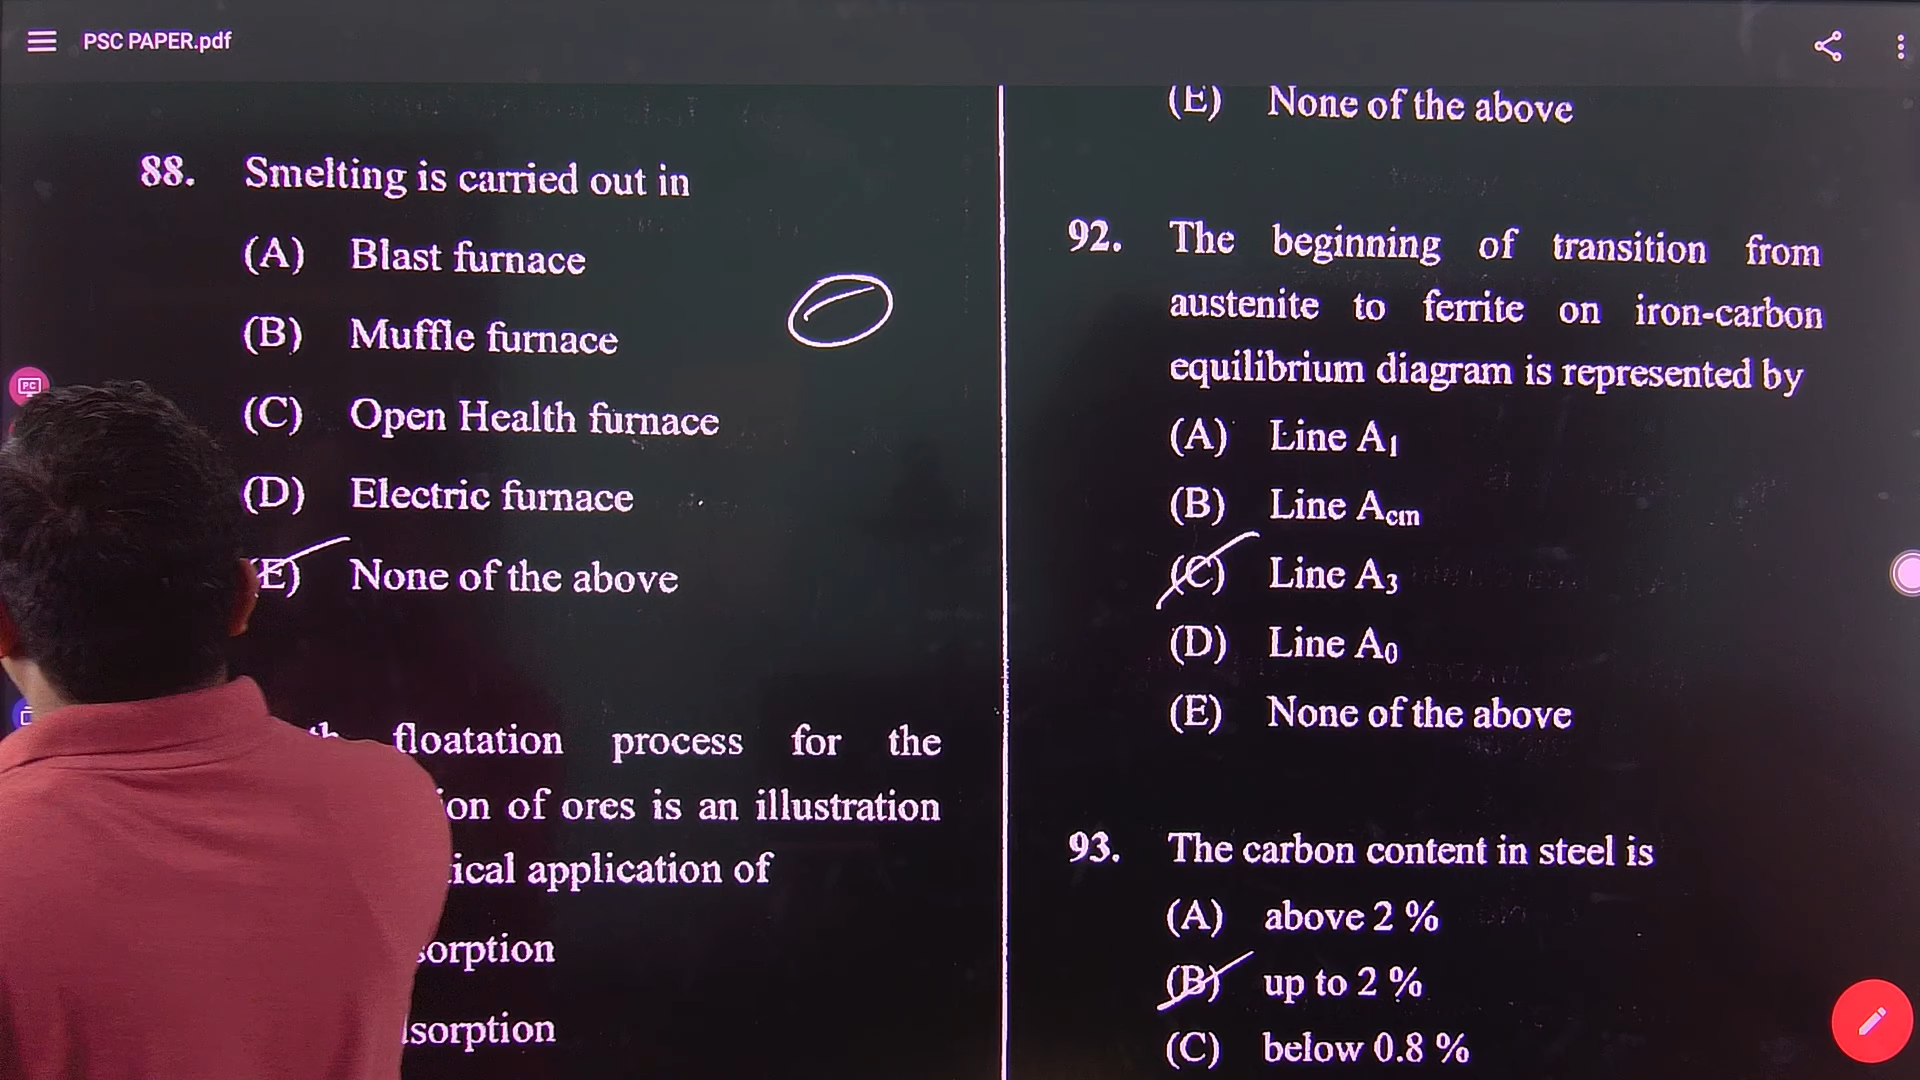 PSC PAPER.pdf
88. Smelting is carried out in
(A) Blast furnace
(B) Muffle furnace
(C) Open Health furnace
(D) Electric furnace
(E) None of the above
floatation process for the
of ores is an illustration
application of
(E) None of the above
92. The beginning of transition from
austenite to ferrite on iron-carbon
equilibrium diagram is represented by
(A) Line A1
(B) Line Acm
(C) Line A3
(D) Line A0
(E) None of the above
93. The carbon content in steel is
(A) above 2 %
(B) up to 2 %
(C) below 0.8 %
PC